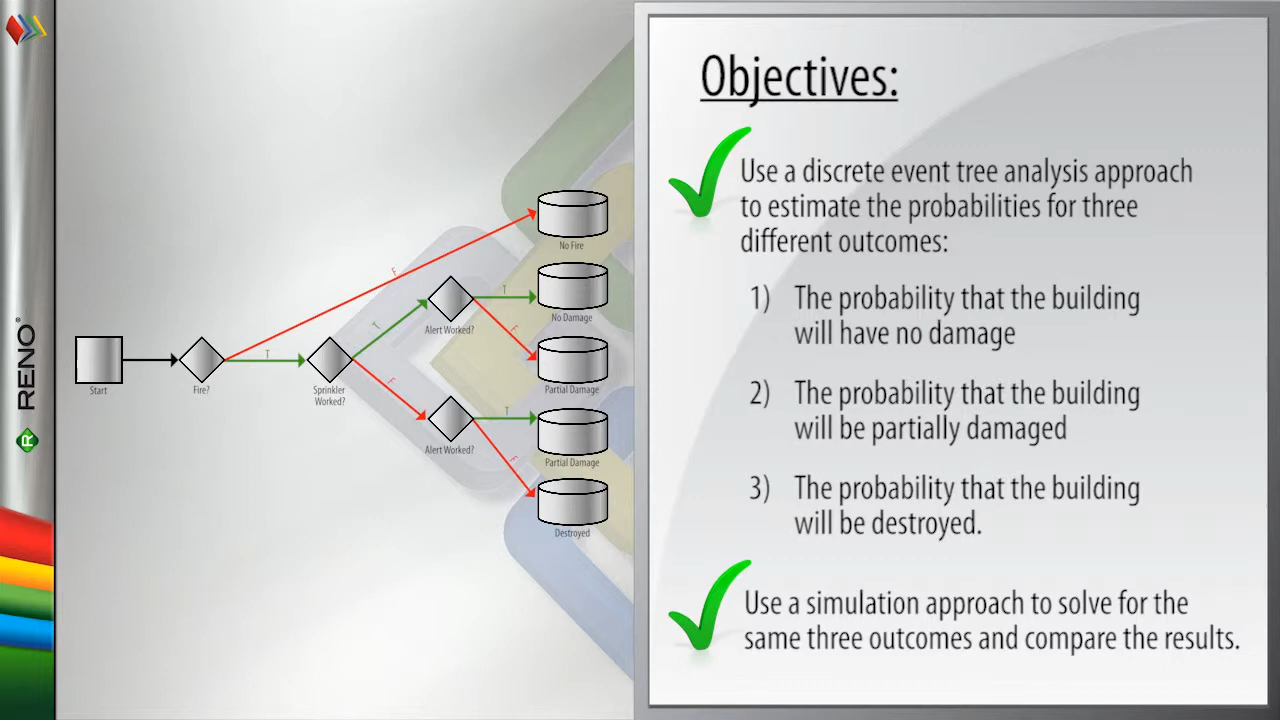 RENO®
R
Start
Fire?
T
F
Sprinkler
Worked?
T
F
Alert Worked?
T
F
Alert Worked?
T
F
No Fire
No Damage
Partial Damage
Partial Damage
Destroyed
Objectives:
Use a discrete event tree analysis approach
to estimate the probabilities for three
different outcomes:
1) The probability that the building
will have no damage
2) The probability that the building
will be partially damaged
3) The probability that the building
will be destroyed.
Use a simulation approach to solve for the
same three outcomes and compare the results.